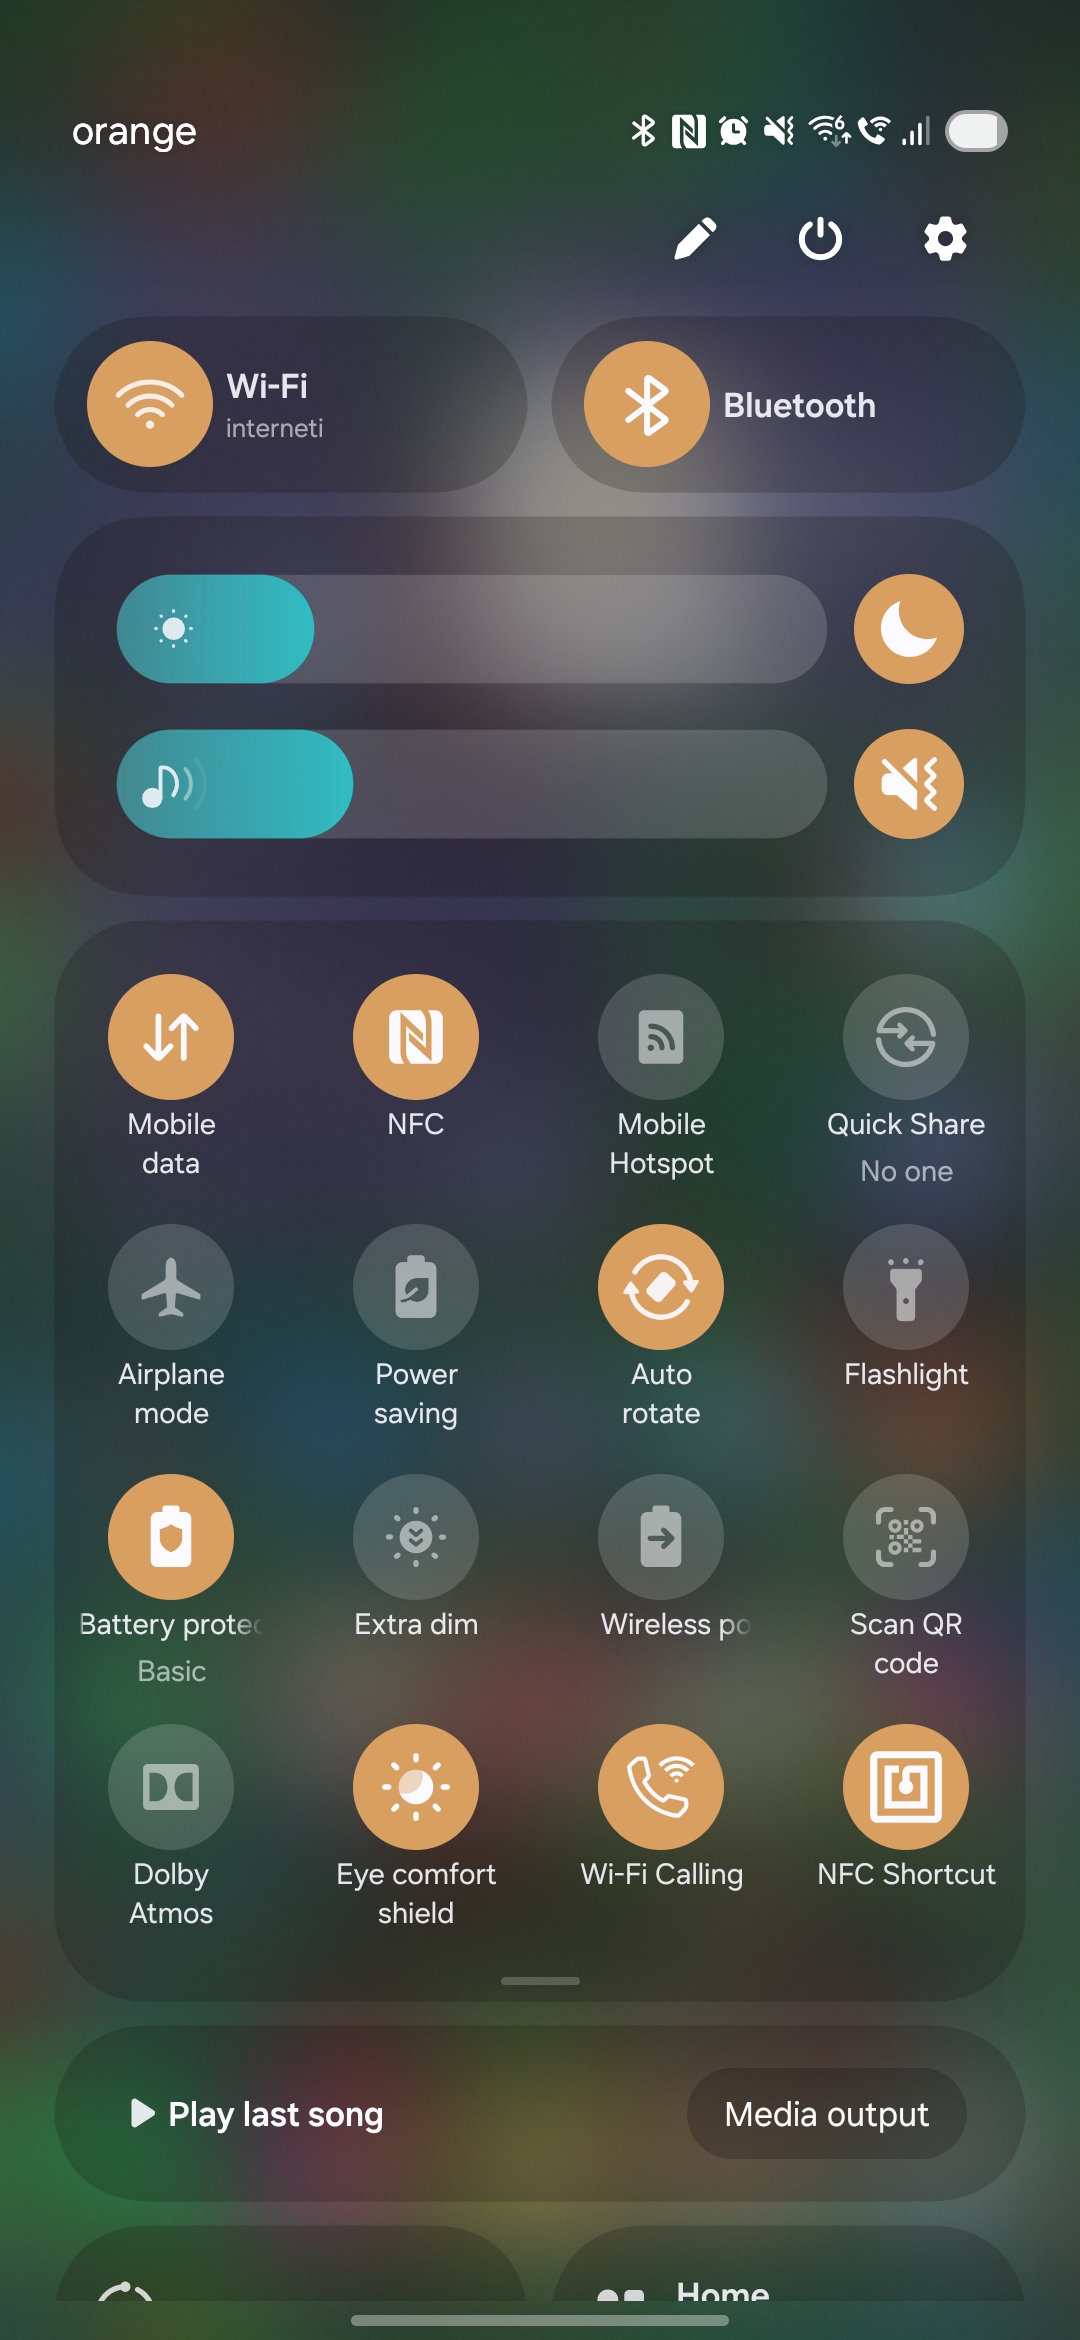 orange
6
Wi-Fi
interneti
Bluetooth
Mobile
data
NFC
Mobile
Hotspot
Quick Share
No one
Airplane
mode
Power
saving
Auto
rotate
Flashlight
Battery protec
Basic
Extra dim
Wireless po
Scan QR
code
Dolby
Atmos
Eye comfort
shield
Wi-Fi Calling
NFC Shortcut
Play last song
Media output
Home